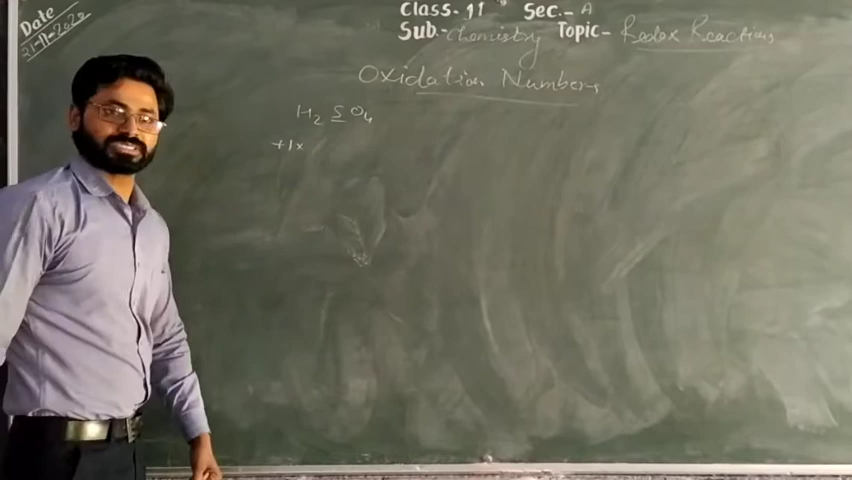 Date
21-11-2020
Class-11 Sec.- A
Sub.-chemistry Topic- Redox Reactions
Oxidation Numbers
H₂ S O₄
+1x